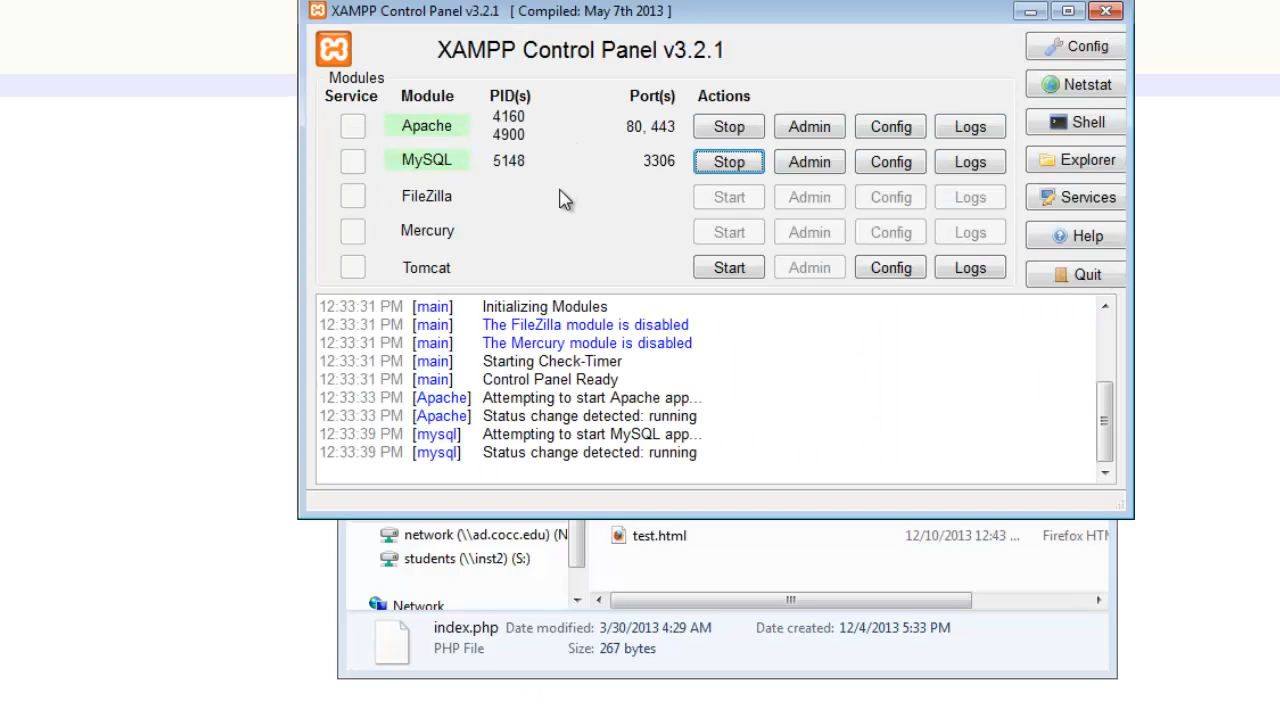 XAMPP Control Panel v3.2.1 [ Compiled: May 7th 2013 ]
XAMPP Control Panel v3.2.1
Config
Modules
Service Module PID(s) Port(s) Actions
Netstat
Apache 4160 4900 80, 443 Stop Admin Config Logs
Shell
MySQL 5148 3306 Stop Admin Config Logs
Explorer
FileZilla Start Admin Config Logs
Services
Mercury Start Admin Config Logs
Help
Tomcat Start Admin Config Logs
Quit
12:33:31 PM [main] Initializing Modules
12:33:31 PM [main] The FileZilla module is disabled
12:33:31 PM [main] The Mercury module is disabled
12:33:31 PM [main] Starting Check-Timer
12:33:31 PM [main] Control Panel Ready
12:33:33 PM [Apache] Attempting to start Apache app...
12:33:33 PM [Apache] Status change detected: running
12:33:39 PM [mysql] Attempting to start MySQL app...
12:33:39 PM [mysql] Status change detected: running
network (\\ad.cocc.edu) (N test.html 12/10/2013 12:43 ... Firefox HTM
students (\\inst2) (S:)
Network
index.php Date modified: 3/30/2013 4:29 AM Date created: 12/4/2013 5:33 PM
PHP File Size: 267 bytes